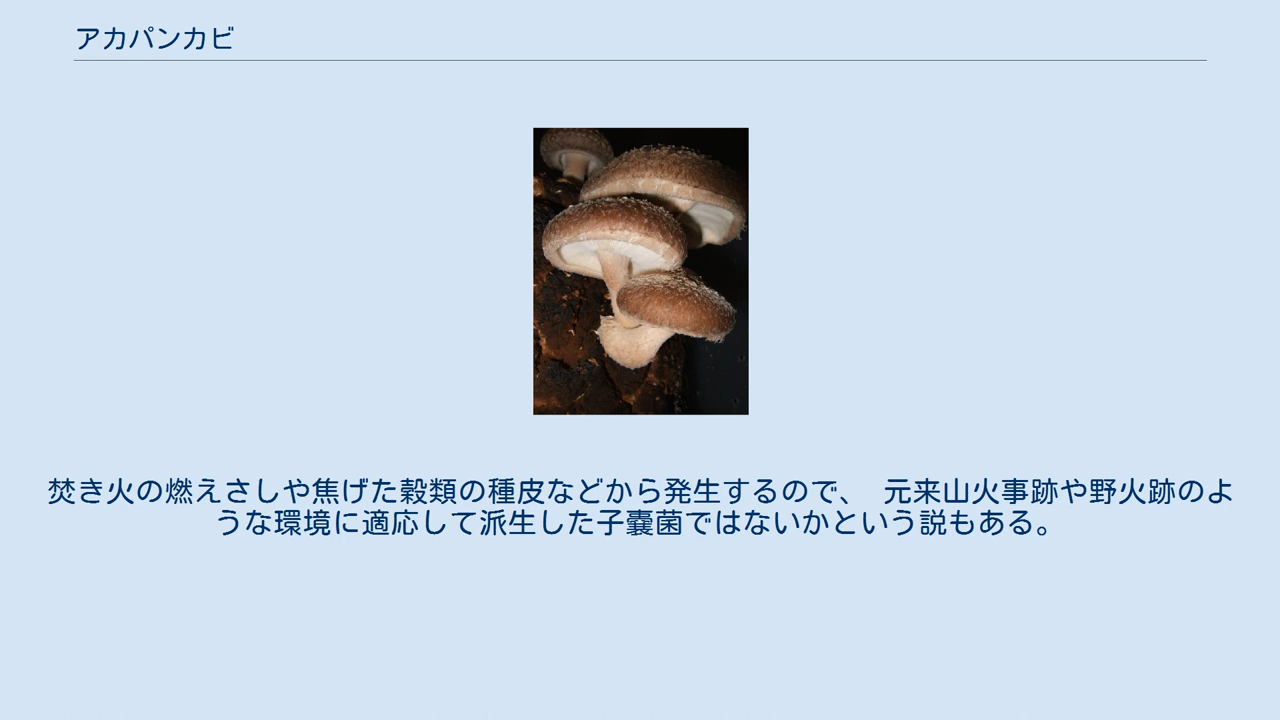 アカパンカビ
焚き火の燃えさしや焦げた穀類の種皮などから発生するので、 元来山火事跡や野火跡のよ
うな環境に適応して派生した子嚢菌ではないかという説もある。